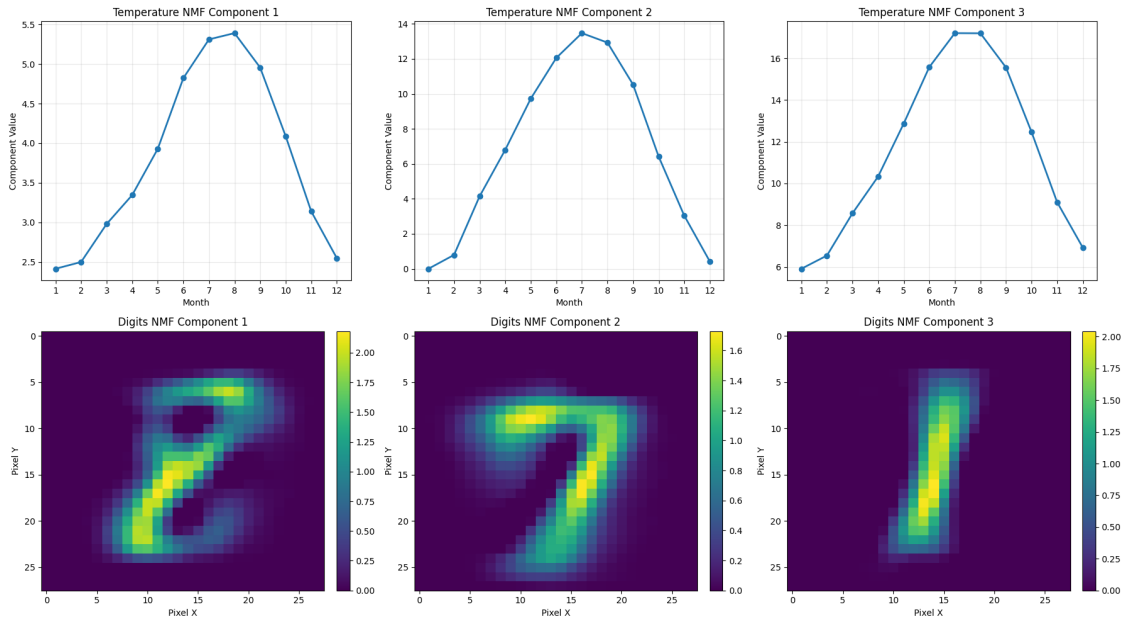 Temperature NMF Component 1
Component Value
5.5
5.0
4.5
4.0
3.5
3.0
2.5
1 2 3 4 5 6 7 8 9 10 11 12
Month
Temperature NMF Component 2
Component Value
14
12
10
8
6
4
2
0
1 2 3 4 5 6 7 8 9 10 11 12
Month
Temperature NMF Component 3
Component Value
16
14
12
10
8
6
1 2 3 4 5 6 7 8 9 10 11 12
Month
Digits NMF Component 1
Pixel Y
0
5
10
15
20
25
0 5 10 15 20 25
Pixel X
2.00
1.75
1.50
1.25
1.00
0.75
0.50
0.25
0.00
Digits NMF Component 2
Pixel Y
0
5
10
15
20
25
0 5 10 15 20 25
Pixel X
1.6
1.4
1.2
1.0
0.8
0.6
0.4
0.2
0.0
Digits NMF Component 3
Pixel Y
0
5
10
15
20
25
0 5 10 15 20 25
Pixel X
2.00
1.75
1.50
1.25
1.00
0.75
0.50
0.25
0.00